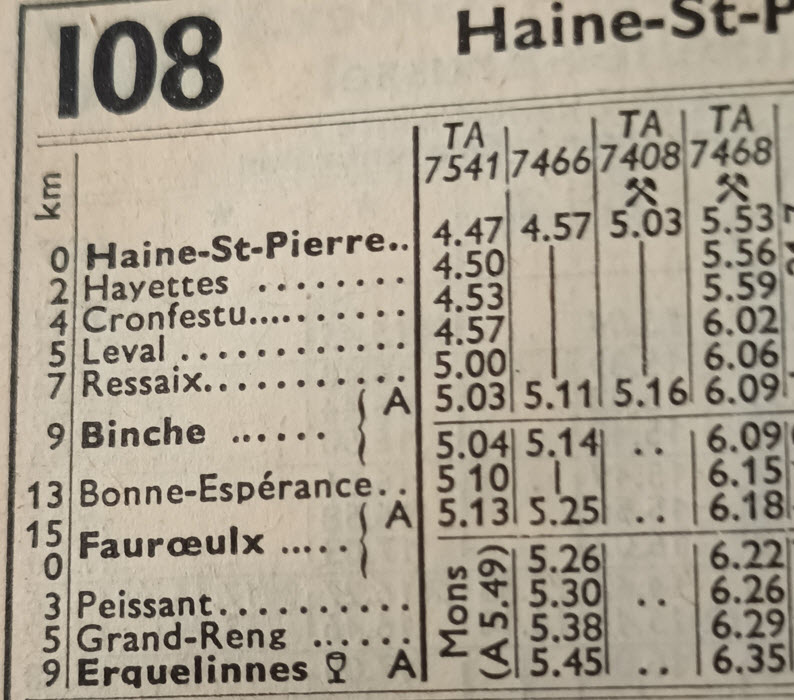 108 Haine-St-P
TA TA TA
km 7541 7466 7408 7468
⚒ ⚒
0 Haine-St-Pierre.. 4.47 4.57 5.03 5.53
2 Hayettes ........ 4.50 | | 5.56
4 Cronfestu.......... 4.53 | | 5.59
5 Leval ............ 4.57 | | 6.02
7 Ressaix........... 5.00 | | 6.06
A 5.03 5.11 5.16 6.09
9 Binche ......
5.04 5.14 .. 6.09
13 Bonne-Espérance.. 5 10 | 6.15
15 A 5.13 5.25 .. 6.18
Faurœulx .....
0 5.26 6.22
3 Peissant.......... 5.30 .. 6.26
5 Grand-Reng ...... 5.38 6.29
9 Erquelinnes A 5.45 .. 6.35
Mons
(A 5.49)